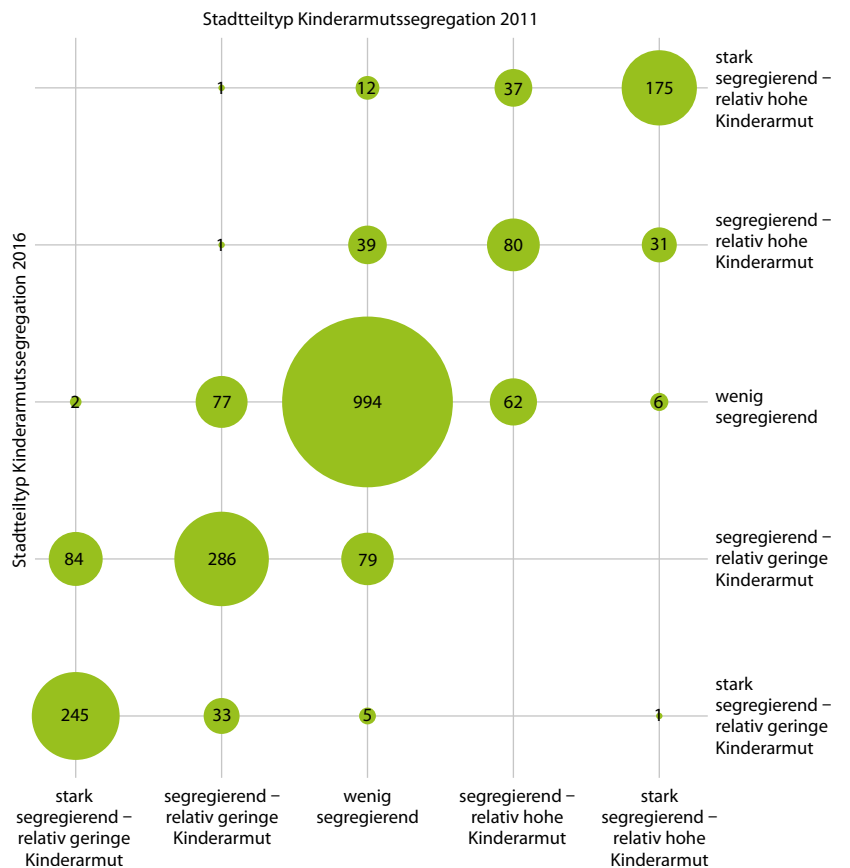 Stadtteiltyp Kinderarmutssegregation 2011
Stadtteiltyp Kinderarmutssegregation 2016
1
12
37
175
stark
segregierend –
relativ hohe
Kinderarmut
1
39
80
31
segregierend –
relativ hohe
Kinderarmut
2
77
994
62
6
wenig
segregierend
84
286
79
segregierend –
relativ geringe
Kinderarmut
245
33
5
1
stark
segregierend –
relativ geringe
Kinderarmut
stark
segregierend –
relativ geringe
Kinderarmut
segregierend –
relativ geringe
Kinderarmut
wenig
segregierend
segregierend –
relativ hohe
Kinderarmut
stark
segregierend –
relativ hohe
Kinderarmut